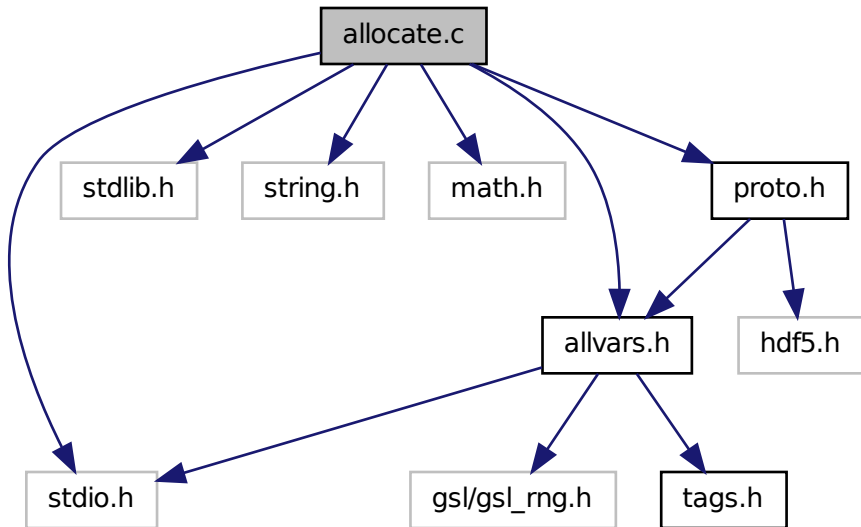 allocate.c
stdlib.h
string.h
math.h
proto.h
allvars.h
hdf5.h
stdio.h
gsl/gsl_rng.h
tags.h